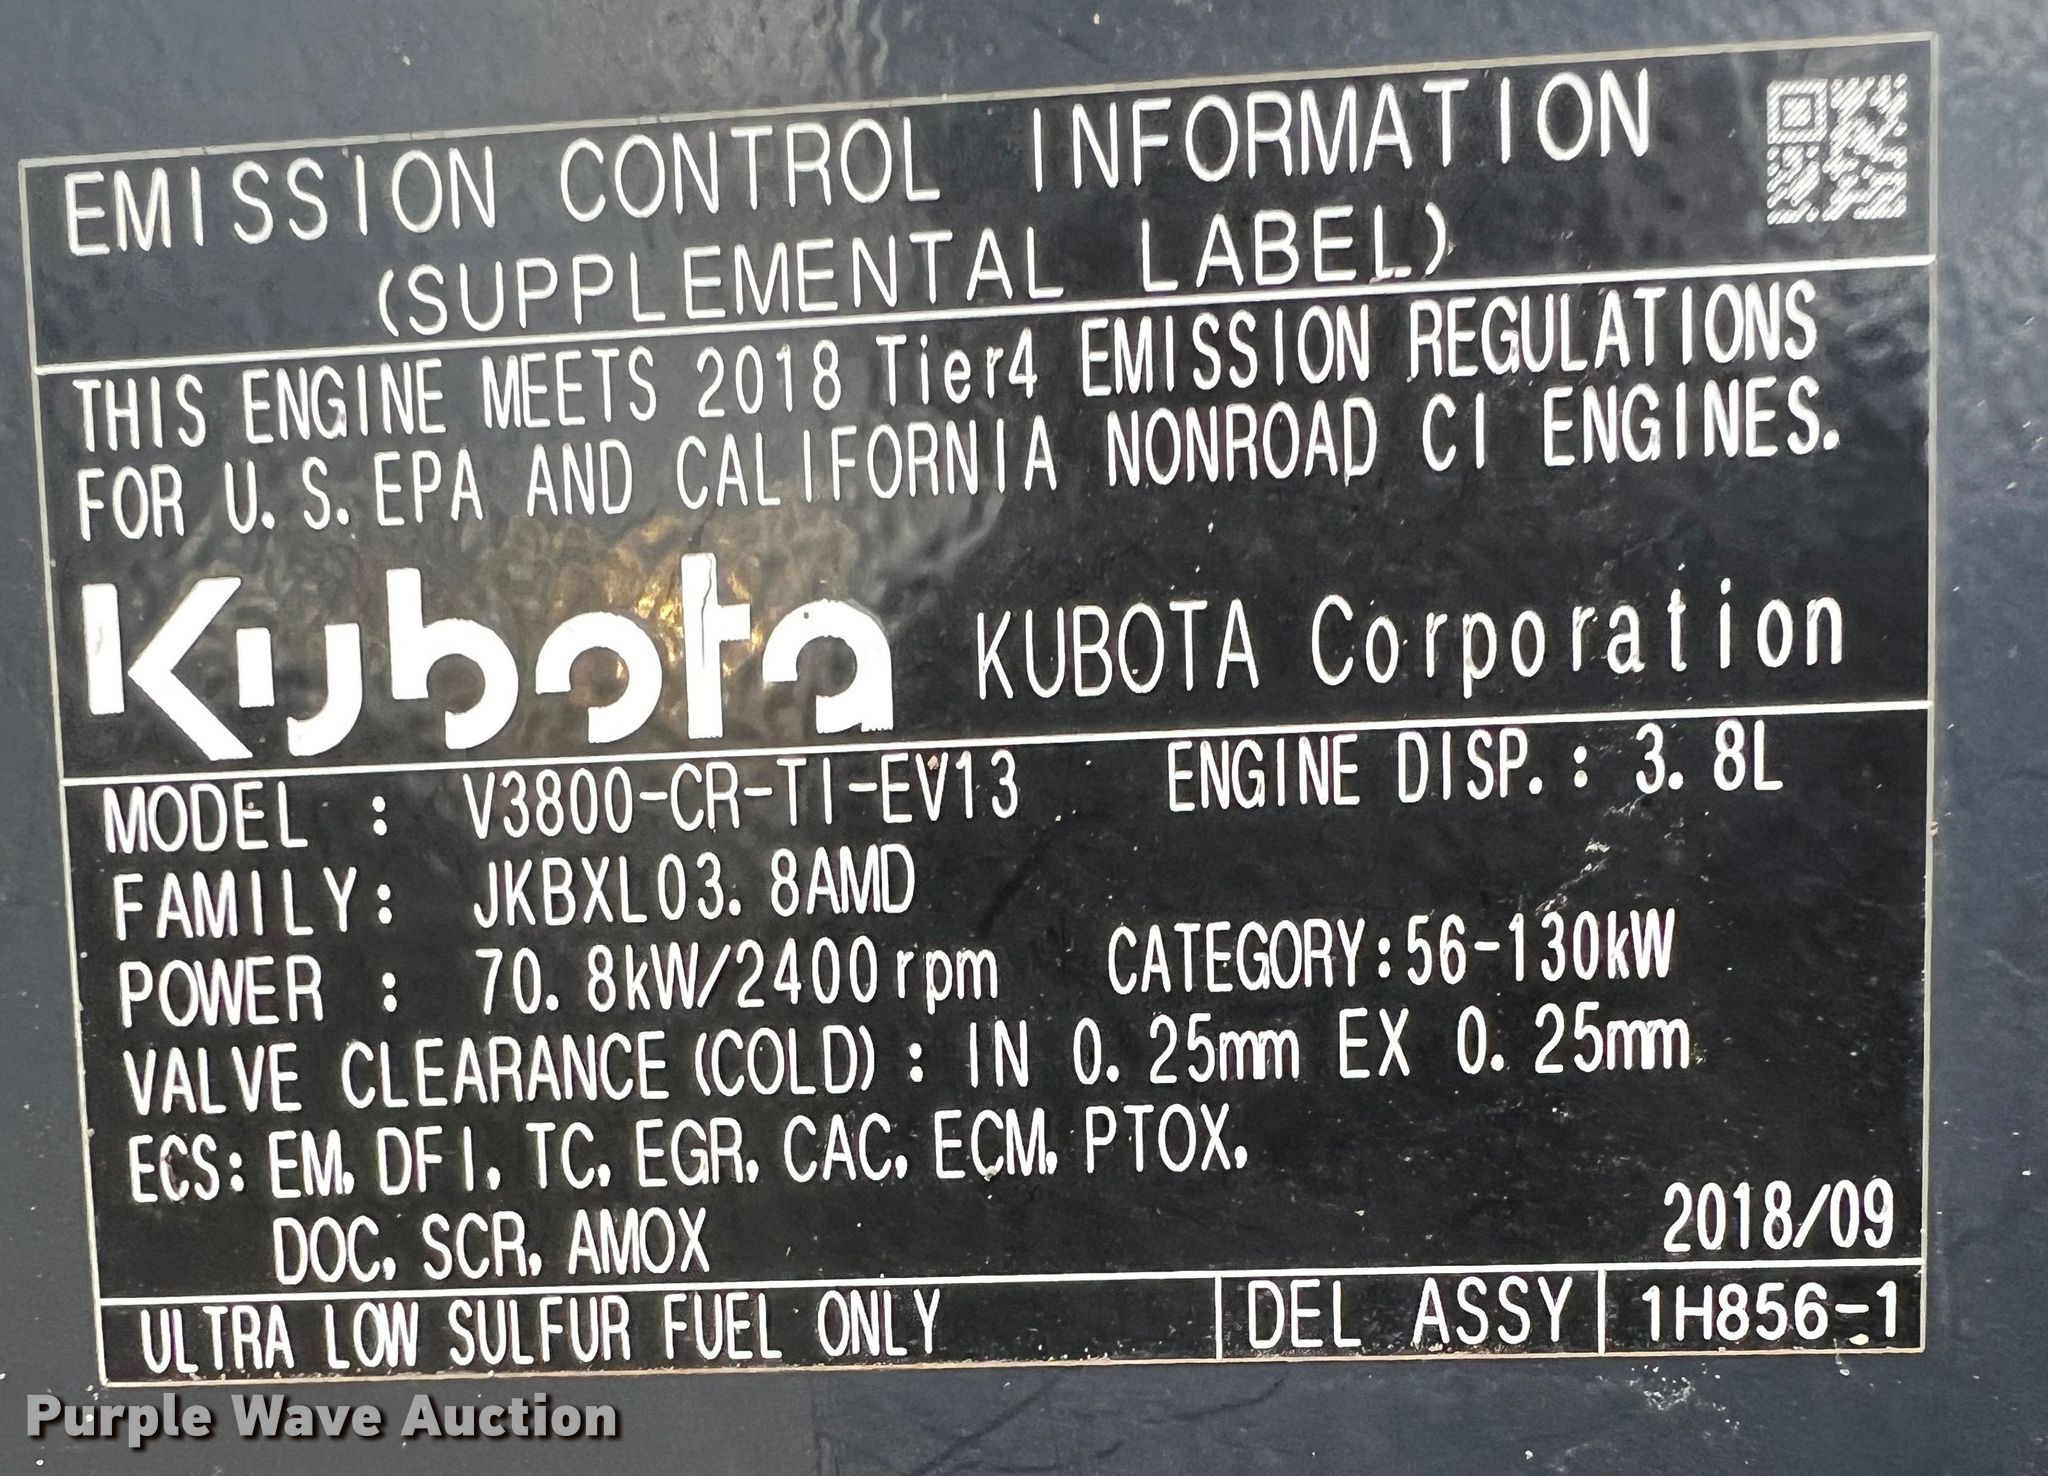 EMISSION CONTROL INFORMATION
(SUPPLEMENTAL LABEL)
THIS ENGINE MEETS 2018 Tier4 EMISSION REGULATIONS
FOR U.S.EPA AND CALIFORNIA NONROAD CI ENGINES.
Kubota KUBOTA Corporation
MODEL : V3800-CR-TI-EV13 ENGINE DISP.: 3.8L
FAMILY: JKBXL03.8AMD
POWER : 70.8kW/2400rpm CATEGORY:56-130kW
VALVE CLEARANCE(COLD): IN 0.25mm EX 0.25mm
ECS: EM, DFI, TC, EGR, CAC, ECM, PTOX,
DOC, SCR, AMOX
2018/09
ULTRA LOW SULFUR FUEL ONLY DEL ASSY 1H856-1
Purple Wave Auction